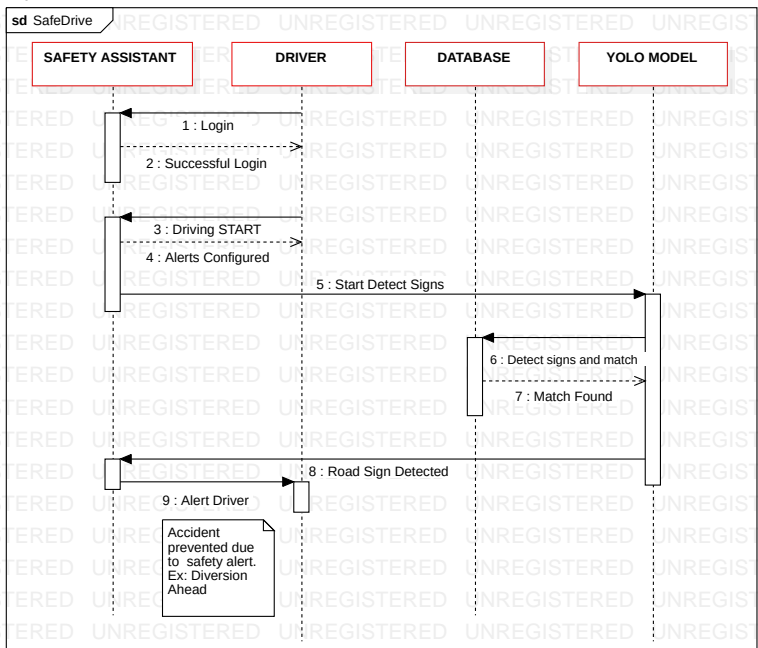 sd SafeDrive
SAFETY ASSISTANT
DRIVER
DATABASE
YOLO MODEL
1 : Login
2 : Successful Login
3 : Driving START
4 : Alerts Configured
5 : Start Detect Signs
6 : Detect signs and match
7 : Match Found
8 : Road Sign Detected
9 : Alert Driver
Accident
prevented due
to safety alert.
Ex: Diversion
Ahead
UNREGISTERED